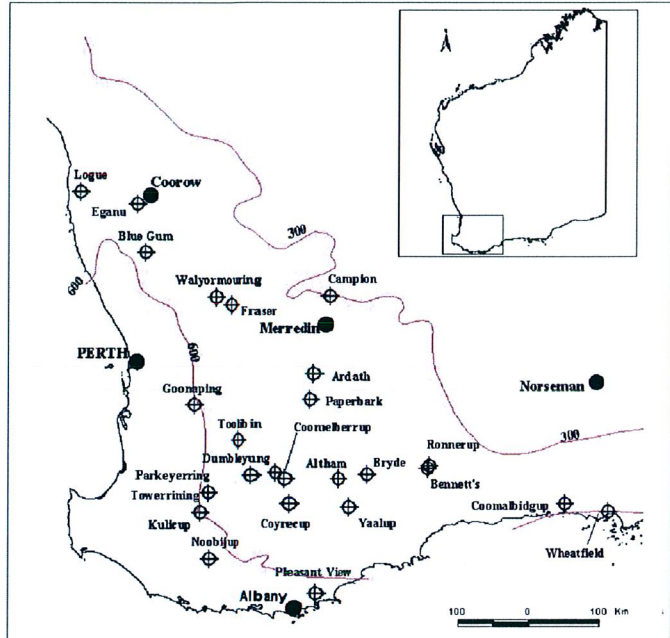 Logue
Coorow
Eganu
Blue Gum
300
600
Walyormouring
Campion
Fraser
Merredin
PERTH
600
Ardath
Norseman
Goonaping
Paperbark
300
Toolibin
Coomelberrup
Ronnerup
Dumbleyung
Altham
Bryde
Parkeyerring
Bennett's
Towerrining
Coomalbidgup
Kulicup
Coyrecup
Yaalup
Noobijup
Wheatfield
Pleasant View
Albany
100 0 100 Km